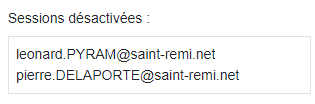 Sessions désactivées :
leonard.PYRAM@saint-remi.net
pierre.DELAPORTE@saint-remi.net